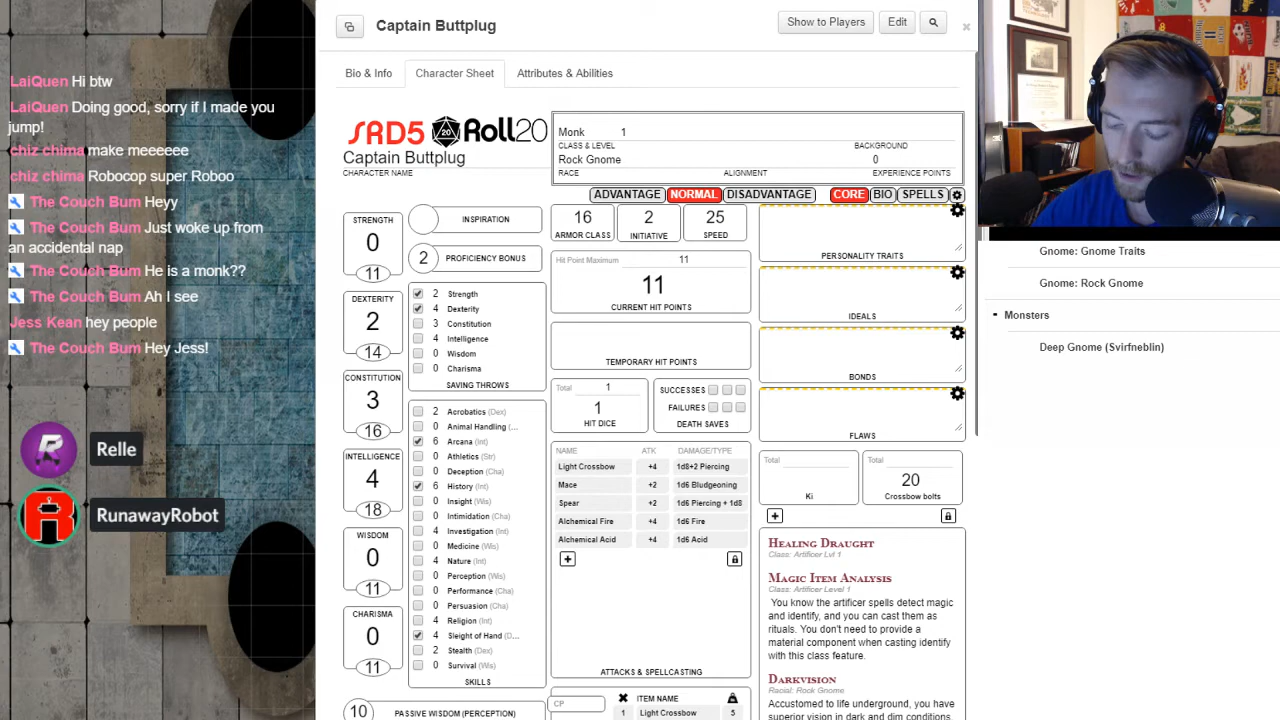 Captain Buttplug
Show to Players
Edit
Bio & Info
Character Sheet
Attributes & Abilities
LaiQuen Hi btw
LaiQuen Doing good, sorry if I made you
jump!
chiz chima make meeeeee
chiz chima Robocop super Roboo
The Couch Bum Heyy
The Couch Bum Just woke up from
an accidental nap
The Couch Bum He is a monk??
The Couch Bum Ah I see
Jess Kean hey people
The Couch Bum Hey Jess!
Relle
RunawayRobot
SRD5 20 Roll20
Captain Buttplug
CHARACTER NAME
Monk 1
CLASS & LEVEL BACKGROUND
Rock Gnome 0
RACE ALIGNMENT EXPERIENCE POINTS
ADVANTAGE NORMAL DISADVANTAGE CORE BIO SPELLS
STRENGTH
0
11
DEXTERITY
2
14
CONSTITUTION
3
16
INTELLIGENCE
4
18
WISDOM
0
11
CHARISMA
0
11
INSPIRATION
2 PROFICIENCY BONUS
2 Strength
4 Dexterity
3 Constitution
4 Intelligence
0 Wisdom
0 Charisma
SAVING THROWS
2 Acrobatics (Dex)
0 Animal Handling (...
6 Arcana (Int)
0 Athletics (Str)
0 Deception (Cha)
6 History (Int)
0 Insight (Wis)
0 Intimidation (Cha)
4 Investigation (Int)
0 Medicine (Wis)
4 Nature (Int)
0 Perception (Wis)
0 Performance (Cha)
0 Persuasion (Cha)
4 Religion (Int)
4 Sleight of Hand (D...
2 Stealth (Dex)
0 Survival (Wis)
SKILLS
10 PASSIVE WISDOM (PERCEPTION)
16
ARMOR CLASS
2
INITIATIVE
25
SPEED
Hit Point Maximum 11
11
CURRENT HIT POINTS
TEMPORARY HIT POINTS
Total 1
1
HIT DICE
SUCCESSES
FAILURES
DEATH SAVES
NAME ATK DAMAGE/TYPE
Light Crossbow +4 1d8+2 Piercing
Mace +2 1d6 Bludgeoning
Spear +2 1d6 Piercing + 1d8
Alchemical Fire +4 1d6 Fire
Alchemical Acid +4 1d6 Acid
+
ATTACKS & SPELLCASTING
CP
ITEM NAME
1 Light Crossbow 5
PERSONALITY TRAITS
IDEALS
BONDS
FLAWS
Total
Ki
Total
20
Crossbow bolts
+
HEALING DRAUGHT
Class: Artificer Lvl 1
MAGIC ITEM ANALYSIS
Class: Artificer Level 1
You know the artificer spells detect magic
and identify, and you can cast them as
rituals. You don't need to provide a
material component when casting identify
with this class feature.
DARKVISION
Racial: Rock Gnome
Accustomed to life underground, you have
superior vision in dark and dim conditions.
Gnome: Gnome Traits
Gnome: Rock Gnome
Monsters
Deep Gnome (Svirfneblin)